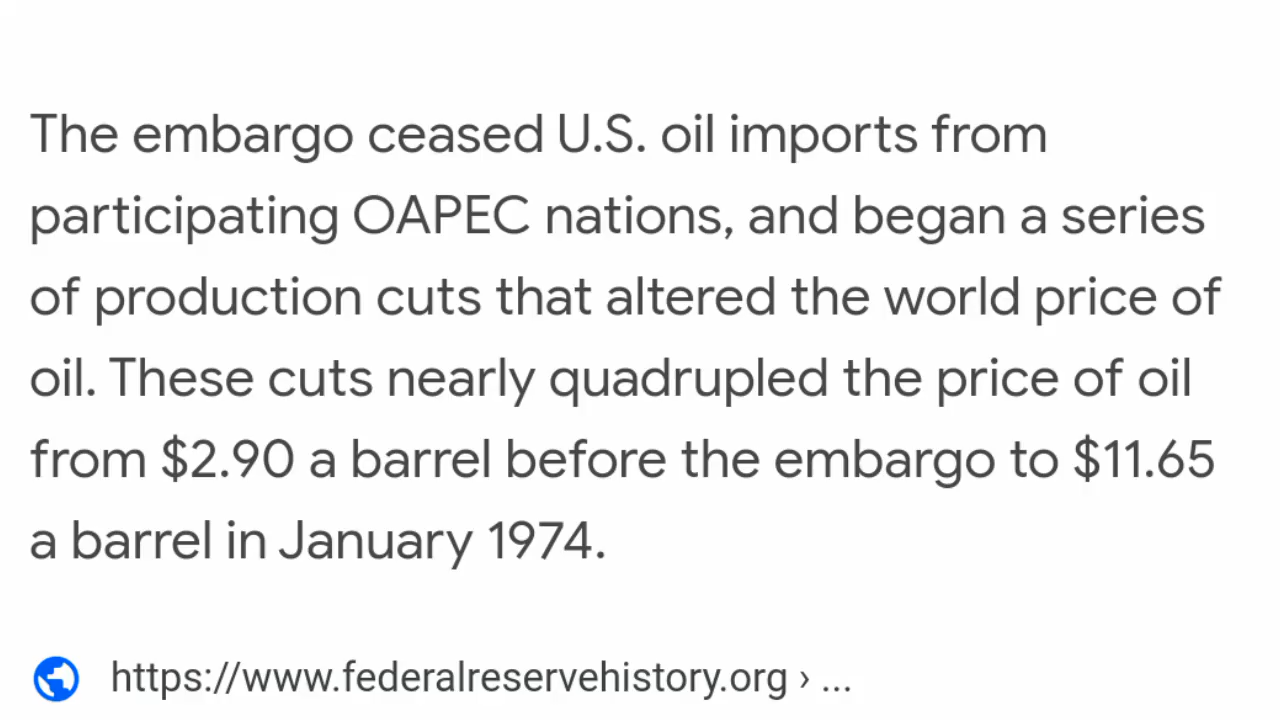 The embargo ceased U.S. oil imports from
participating OAPEC nations, and began a series
of production cuts that altered the world price of
oil. These cuts nearly quadrupled the price of oil
from $2.90 a barrel before the embargo to $11.65
a barrel in January 1974.
https://www.federalreservehistory.org › ...